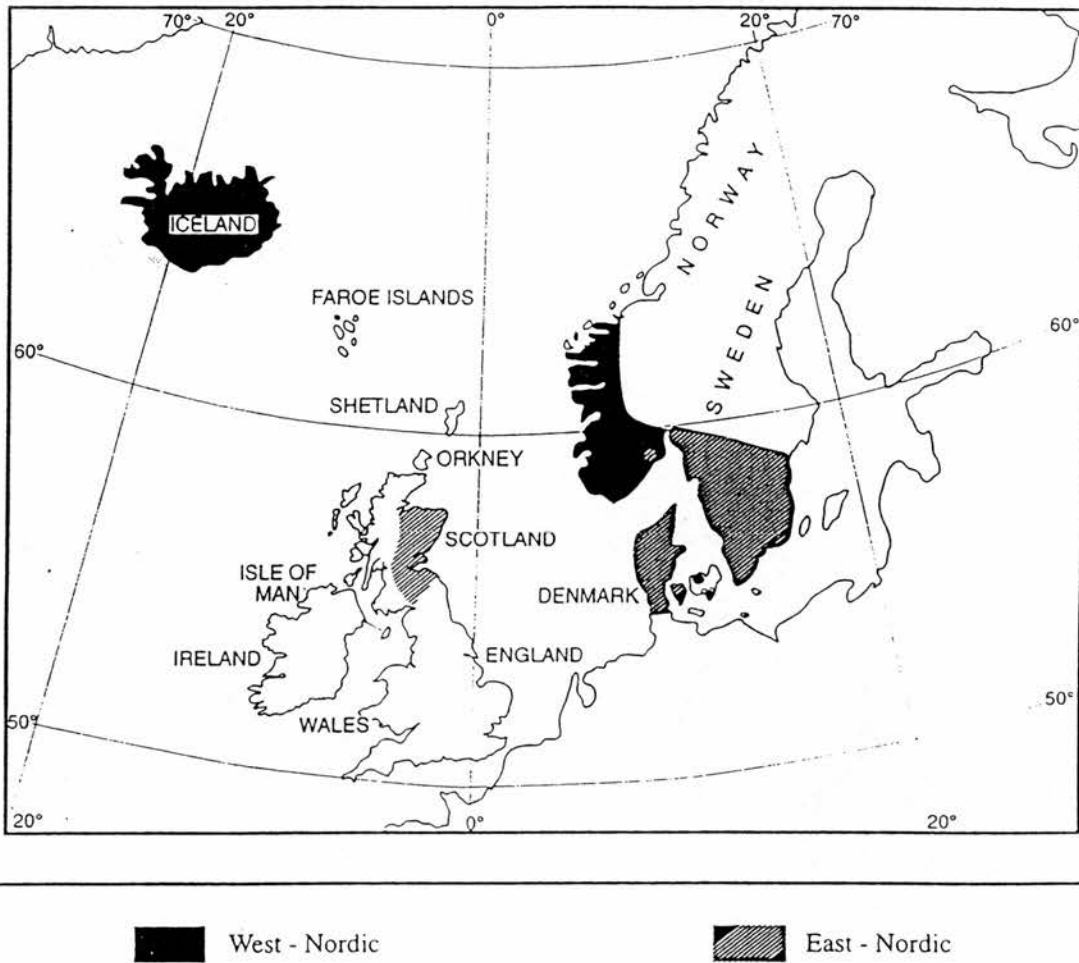 70° 20° 0° 20° 70°
NORWAY
ICELAND
SWEDEN
FAROE ISLANDS
60° 60°
SHETLAND
ORKNEY
SCOTLAND
ISLE OF
MAN
DENMARK
IRELAND
ENGLAND
WALES
50° 50°
20° 0° 20°
West - Nordic East - Nordic